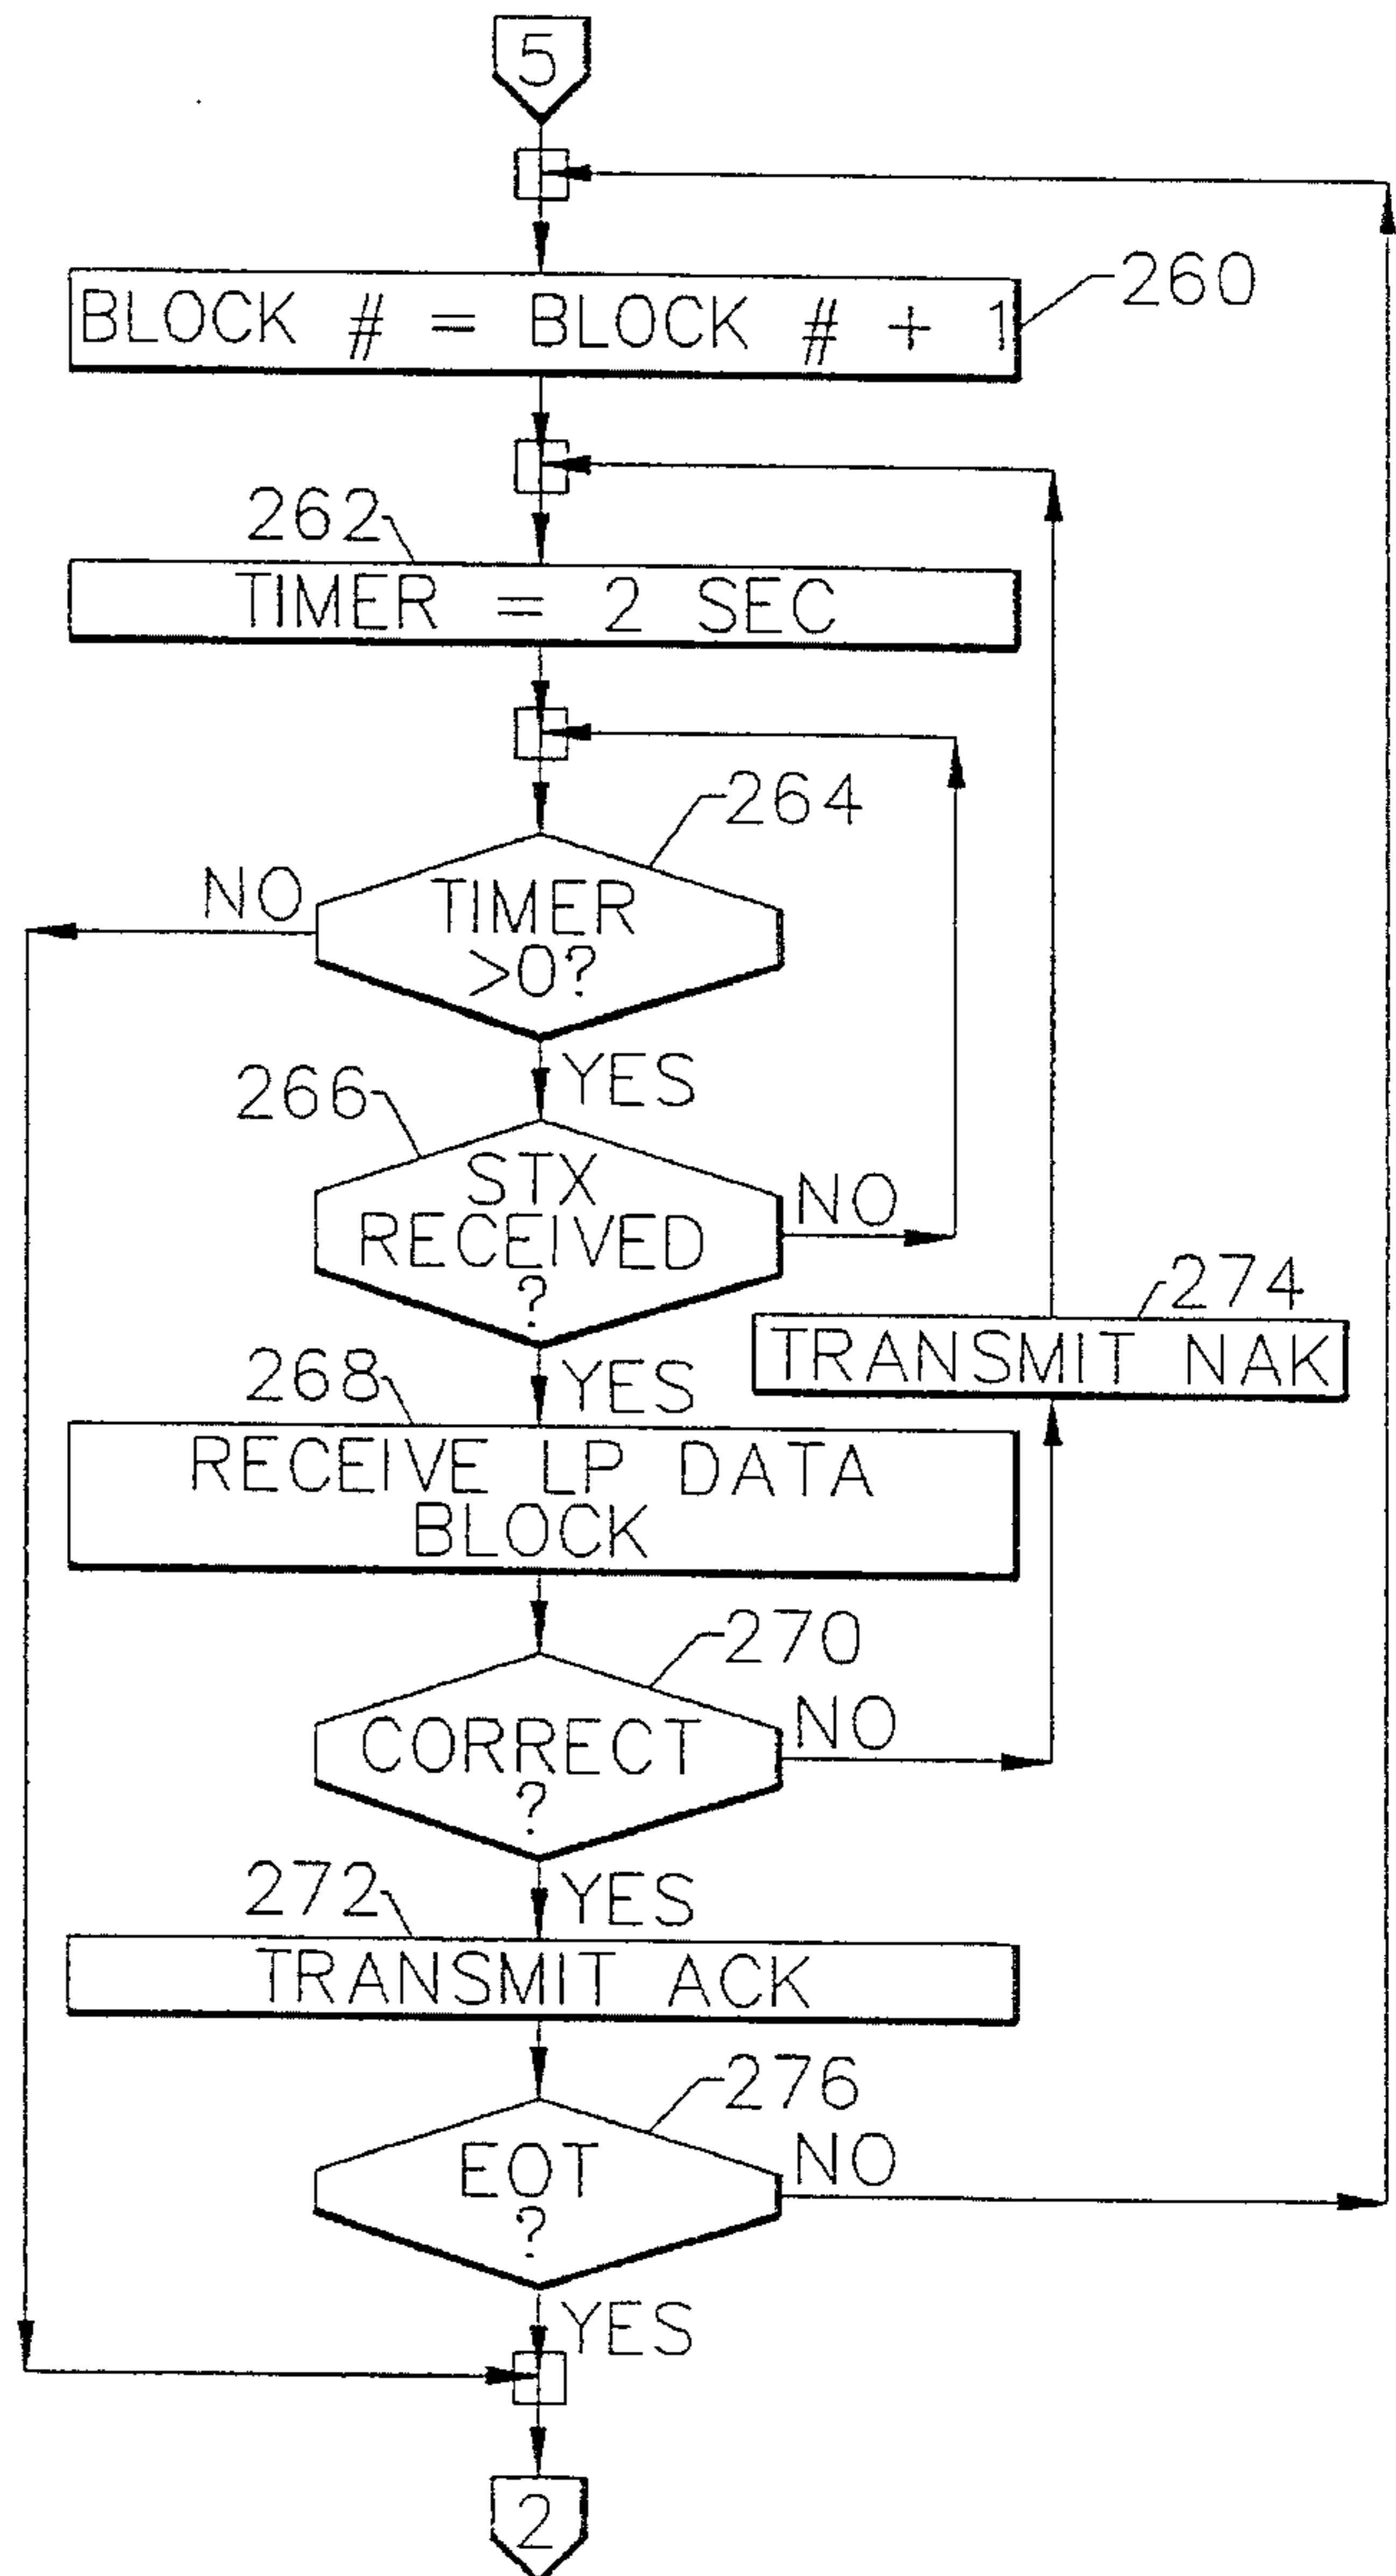 5
BLOCK # = BLOCK # + 1
260
262
TIMER = 2 SEC
264
NO
TIMER
>0?
YES
266
STX
RECEIVED
?
NO
274
TRANSMIT NAK
YES
268
RECEIVE LP DATA
BLOCK
270
CORRECT
?
NO
YES
272
TRANSMIT ACK
276
EOT
?
NO
YES
2